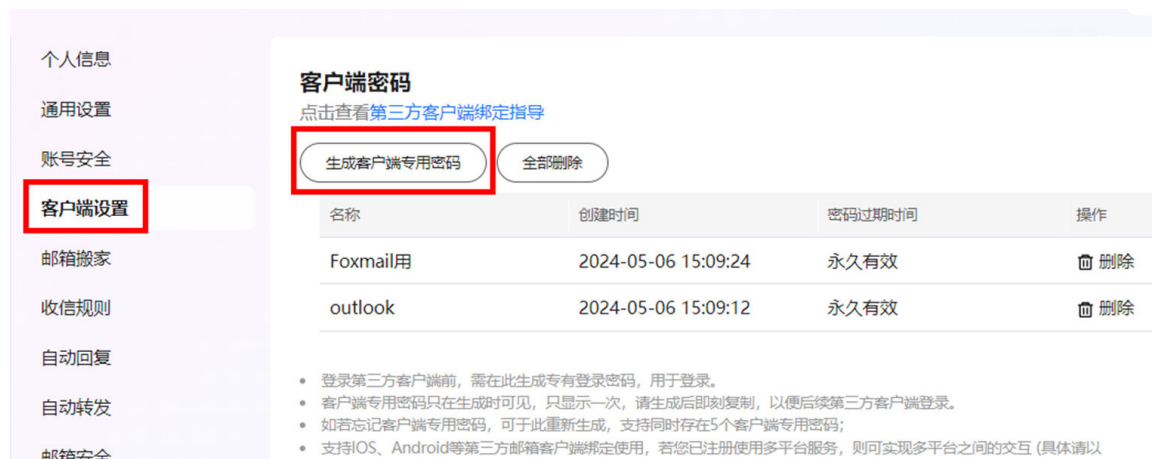 个人信息
通用设置
账号安全
客户端设置
邮箱搬家
收信规则
自动回复
自动转发
邮箱安全
客户端密码
点击查看第三方客户端绑定指导
生成客户端专用密码 全部删除
名称 创建时间 密码过期时间 操作
Foxmail用 2024-05-06 15:09:24 永久有效 删除
outlook 2024-05-06 15:09:12 永久有效 删除
• 登录第三方客户端前，需在此生成专有登录密码，用于登录。
• 客户端专用密码只在生成时可见，只显示一次，请生成后即刻复制，以便后续第三方客户端登录。
• 如若忘记客户端专用密码，可于此重新生成，支持同时存在5个客户端专用密码；
• 支持IOS、Android等第三方邮箱客户端绑定使用，若您已注册使用多平台服务，则可实现多平台之间的交互 (具体请以